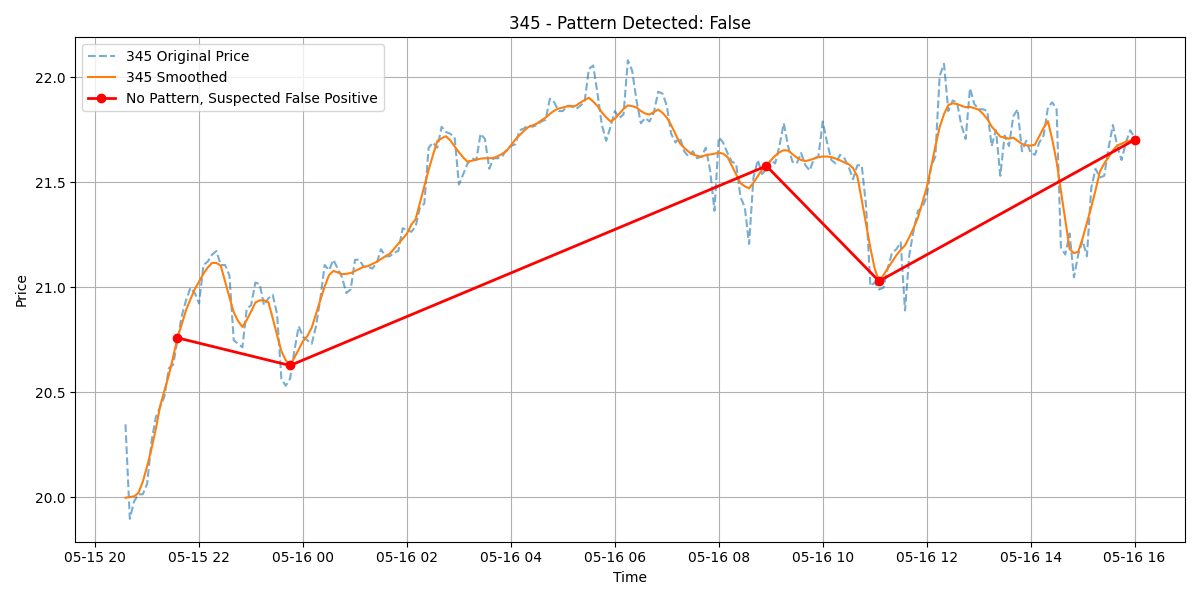 345 - Pattern Detected: False
345 Original Price
345 Smoothed
No Pattern, Suspected False Positive
Price
22.0
21.5
21.0
20.5
20.0
05-15 20 05-15 22 05-16 00 05-16 02 05-16 04 05-16 06 05-16 08 05-16 10 05-16 12 05-16 14 05-16 16
Time